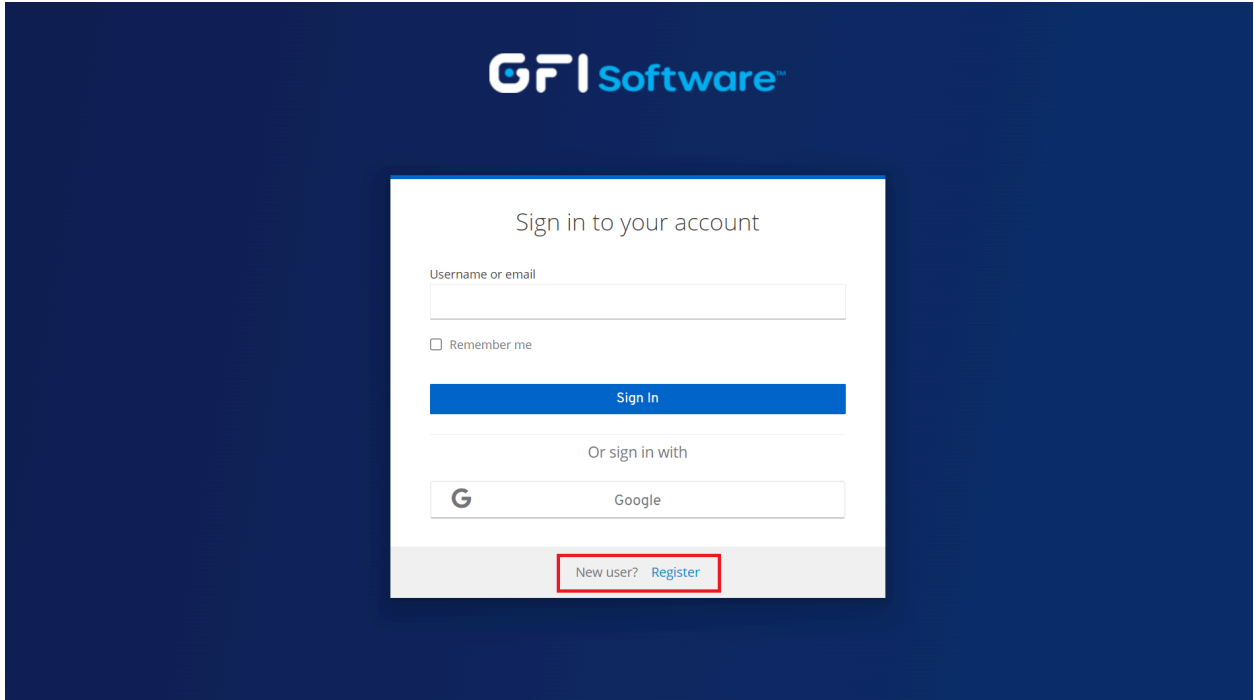 GFI Software™
Sign in to your account
Username or email
Remember me
Sign In
Or sign in with
G Google
New user? Register